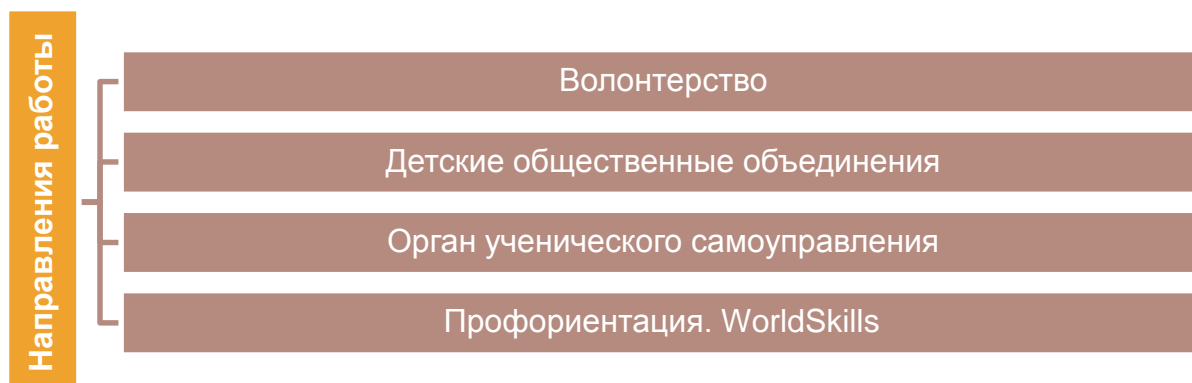 Направления работы
Волонтерство
Детские общественные объединения
Орган ученического самоуправления
Профориентация. WorldSkills